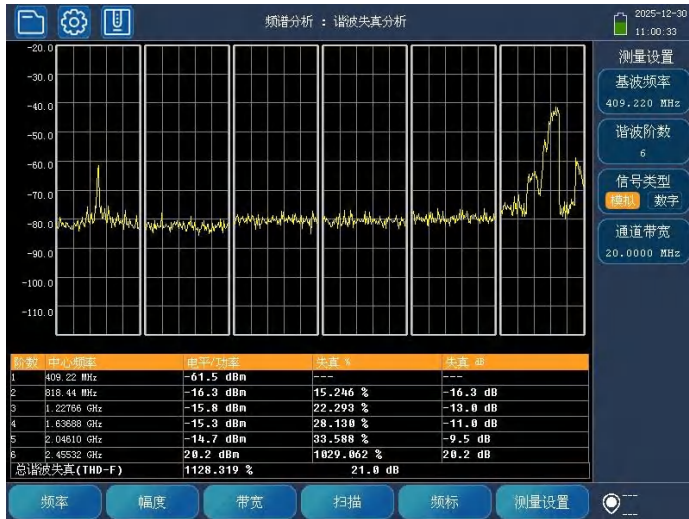 频谱分析 : 谐波失真分析
2025-12-30
11:00:33
测量设置
基波频率
409.220 MHz
谐波阶数
6
信号类型
模拟 数字
通道带宽
20.0000 MHz
-20.0
-30.0
-40.0
-50.0
-60.0
-70.0
-80.0
-90.0
-100.0
-110.0
阶数 中心频率 电平/功率 失真 % 失真 dB
1 409.22 MHz -61.5 dBm --- ---
2 818.44 MHz -16.3 dBm 15.246 % -16.3 dB
3 1.22766 GHz -15.8 dBm 22.293 % -13.0 dB
4 1.63688 GHz -15.3 dBm 28.130 % -11.0 dB
5 2.04610 GHz -14.7 dBm 33.588 % -9.5 dB
6 2.45532 GHz 20.2 dBm 1029.062 % 20.2 dB
总谐波失真(THD-F) 1128.319 % 21.0 dB
频率 幅度 带宽 扫描 频标 测量设置
---
---